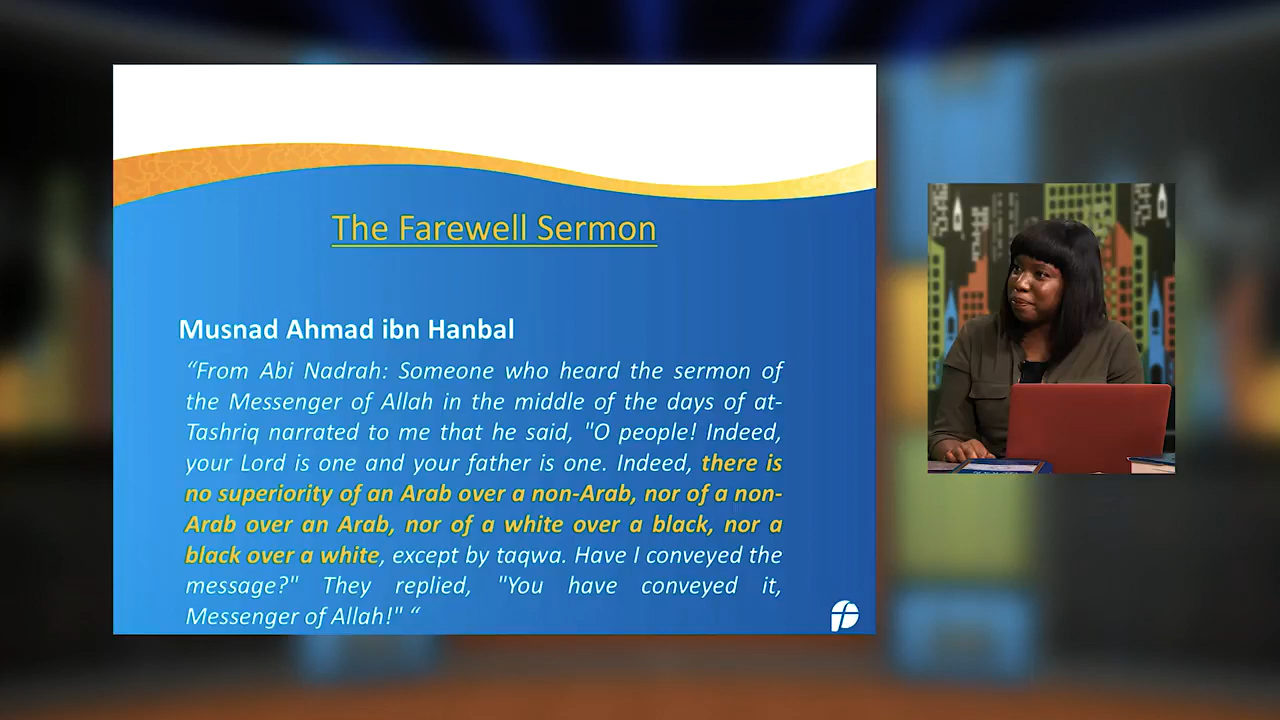 The Farewell Sermon
Musnad Ahmad ibn Hanbal
“From Abi Nadrah: Someone who heard the sermon of
the Messenger of Allah in the middle of the days of at-
Tashriq narrated to me that he said, "O people! Indeed,
your Lord is one and your father is one. Indeed, there is
no superiority of an Arab over a non-Arab, nor of a non-
Arab over an Arab, nor of a white over a black, nor a
black over a white, except by taqwa. Have I conveyed the
message?" They replied, "You have conveyed it,
Messenger of Allah!" “